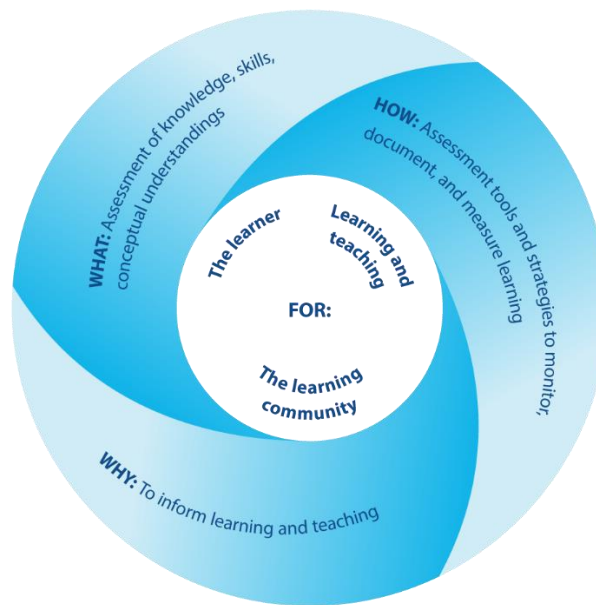 WHAT: Assessment of knowledge, skills,
conceptual understandings
HOW: Assessment tools and strategies to monitor,
document, and measure learning
The learner
Learning and
teaching
FOR:
The learning
community
WHY: To inform learning and teaching